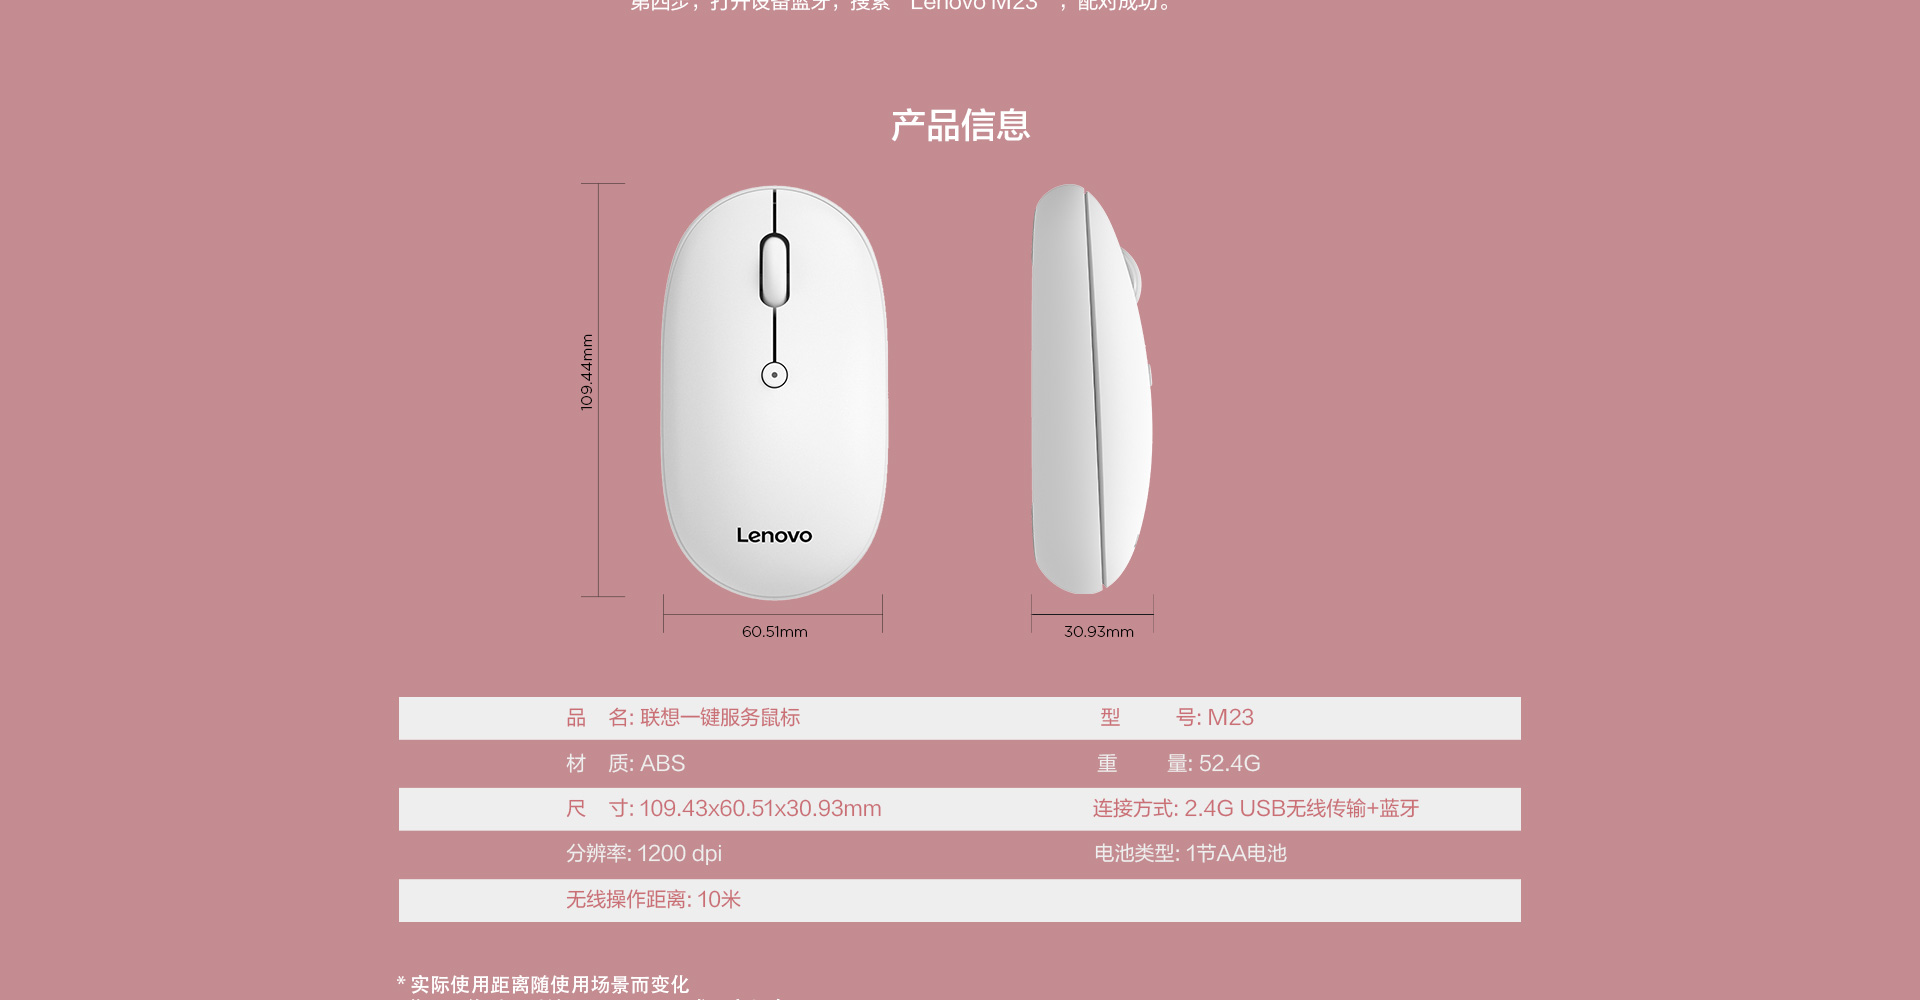 第四步，打开设备蓝牙，搜索 "Lenovo M23 "，配对成功。
产品信息
109.44mm
Lenovo
60.51mm
30.93mm
品 名: 联想一键服务鼠标
型 号: M23
材 质: ABS
重 量: 52.4G
尺 寸: 109.43x60.51x30.93mm
连接方式: 2.4G USB无线传输+蓝牙
分辨率: 1200 dpi
电池类型: 1节AA电池
无线操作距离: 10米
* 实际使用距离随使用场景而变化